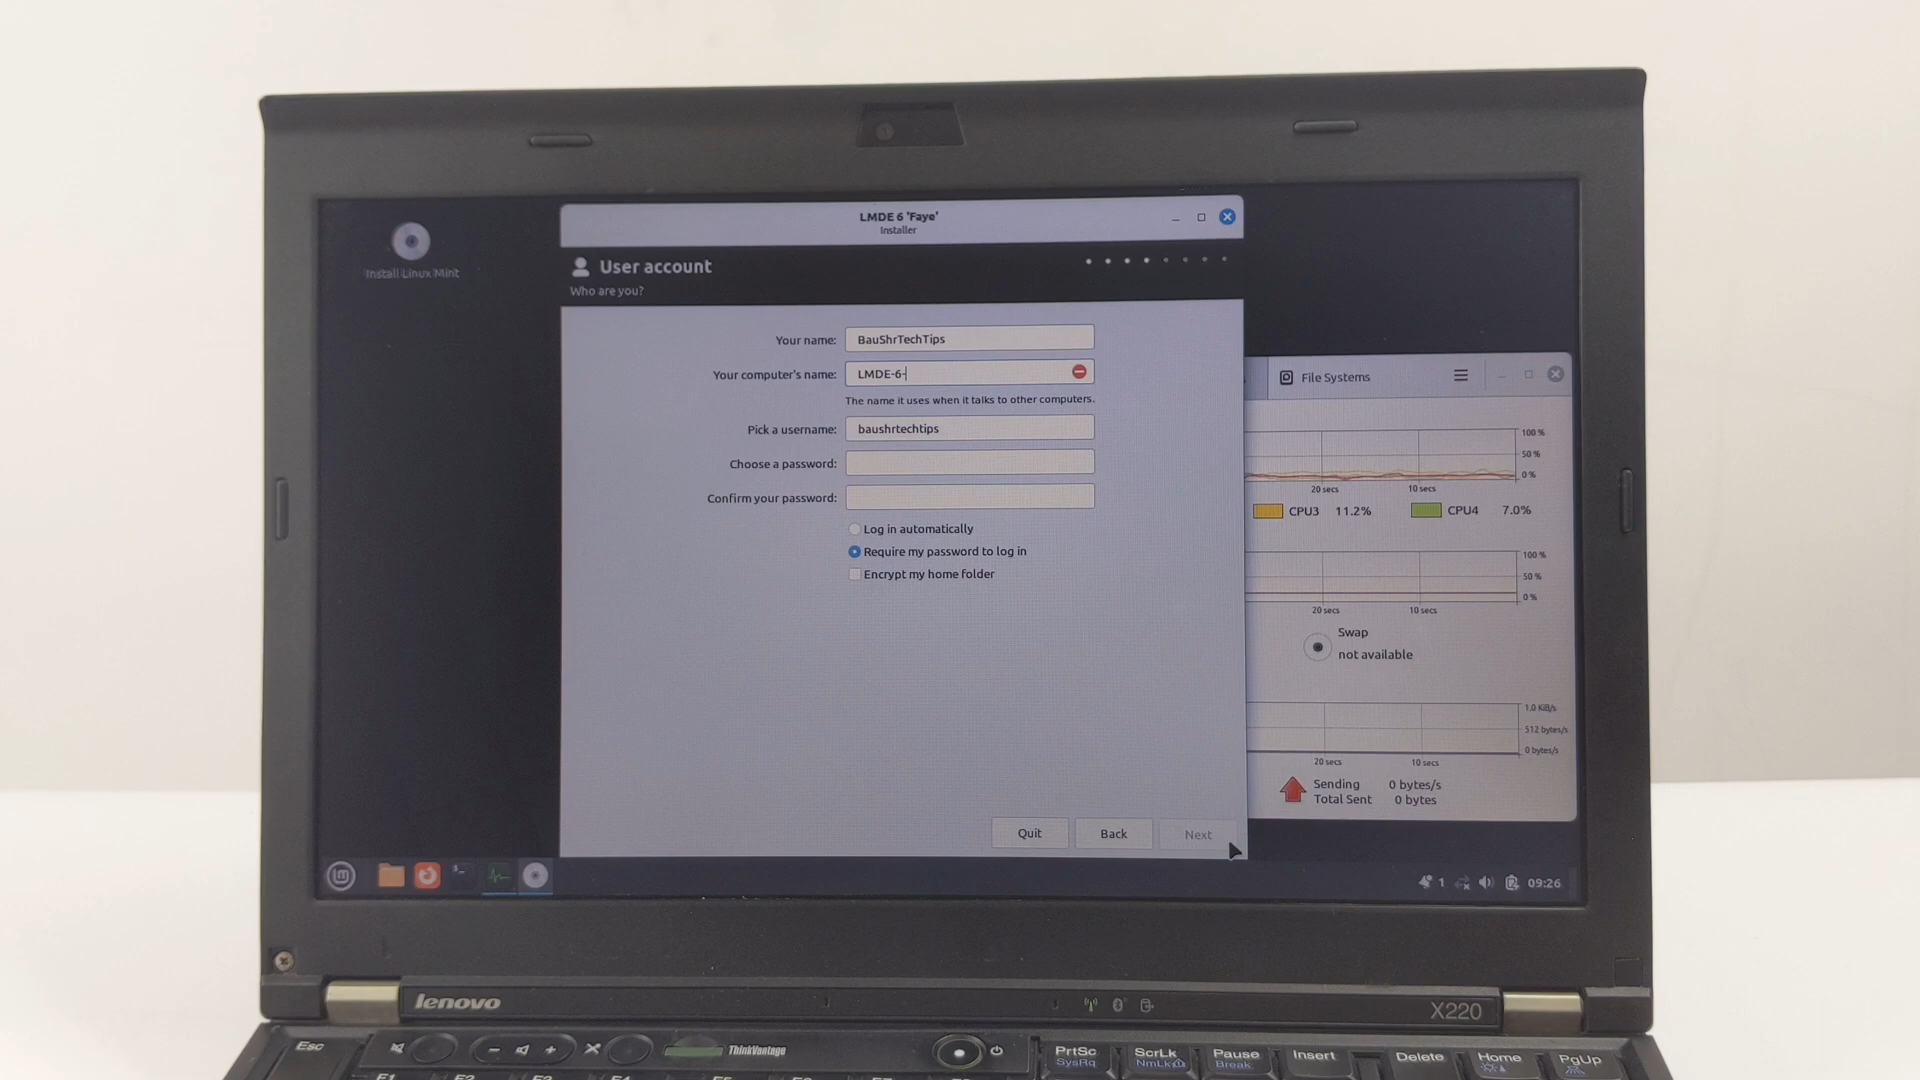 LMDE 6 'Faye'
Installer
Install Linux Mint
User account
Who are you?
Your name: BauShrTechTips
Your computer's name: LMDE-6-
The name it uses when it talks to other computers.
Pick a username: baushrtechtips
Choose a password:
Confirm your password:
Log in automatically
Require my password to log in
Encrypt my home folder
Quit Back Next
File Systems
100 %
50 %
0 %
20 secs 10 secs
CPU3 11.2% CPU4 7.0%
100 %
50 %
0 %
20 secs 10 secs
Swap
not available
1.0 KiB/s
512 bytes/s
0 bytes/s
20 secs 10 secs
Sending 0 bytes/s
Total Sent 0 bytes
1 09:26
lenovo
X220
Esc
ThinkVantage
PrtSc ScrLk Pause Insert Delete Home PgUp
SysRq NmLk Break